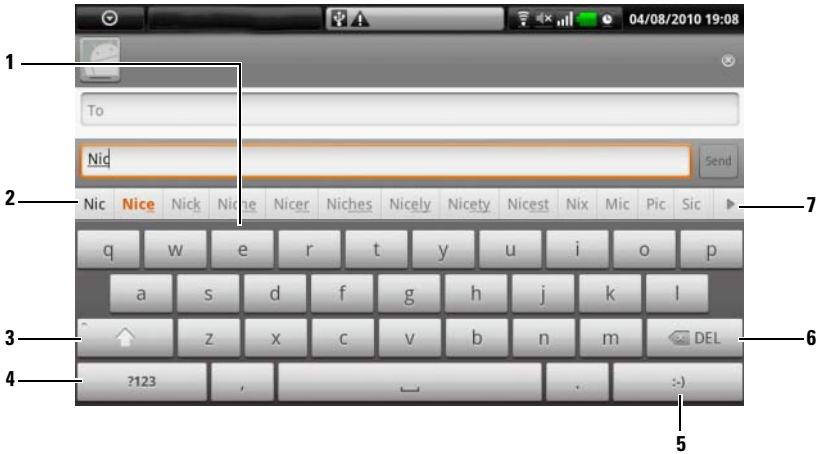 04/08/2010 19:08
1
To
Nic
Send
2 Nic Nice Nick Niche Nicer Niches Nicely Nicety Nicest Nix Mic Pic Sic 7
q w e r t y u i o p
a s d f g h j k l
3 z x c v b n m DEL 6
4 ?123 , . :-)
5